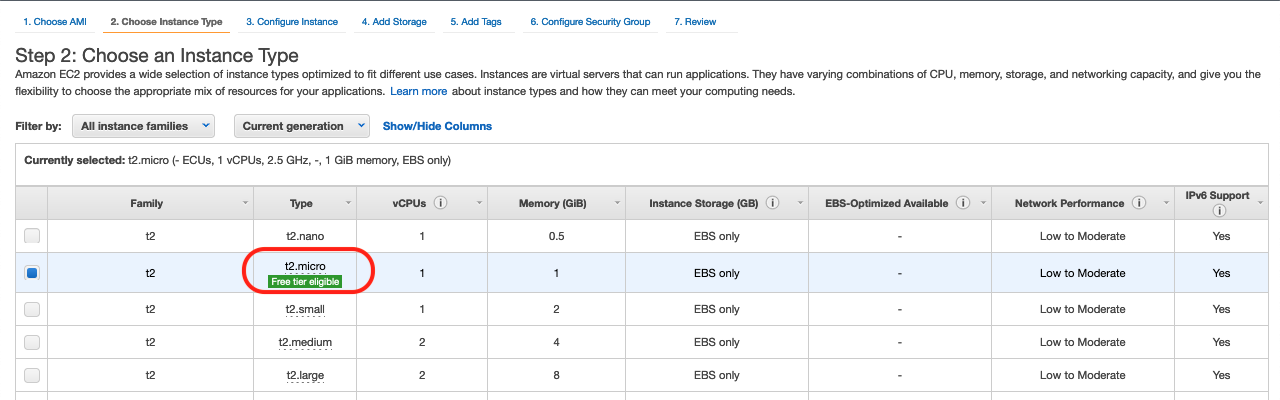 1. Choose AMI 2. Choose Instance Type 3. Configure Instance 4. Add Storage 5. Add Tags 6. Configure Security Group 7. Review
Step 2: Choose an Instance Type
Amazon EC2 provides a wide selection of instance types optimized to fit different use cases. Instances are virtual servers that can run applications. They have varying combinations of CPU, memory, storage, and networking capacity, and give you the
flexibility to choose the appropriate mix of resources for your applications. Learn more about instance types and how they can meet your computing needs.
Filter by: All instance families Current generation Show/Hide Columns
Currently selected: t2.micro (- ECUs, 1 vCPUs, 2.5 GHz, -, 1 GiB memory, EBS only)
Family Type vCPUs i Memory (GiB) Instance Storage (GB) i EBS-Optimized Available i Network Performance i IPv6 Support i
t2 t2.nano 1 0.5 EBS only - Low to Moderate Yes
t2 t2.micro 1 1 EBS only - Low to Moderate Yes
Free tier eligible
t2 t2.small 1 2 EBS only - Low to Moderate Yes
t2 t2.medium 2 4 EBS only - Low to Moderate Yes
t2 t2.large 2 8 EBS only - Low to Moderate Yes